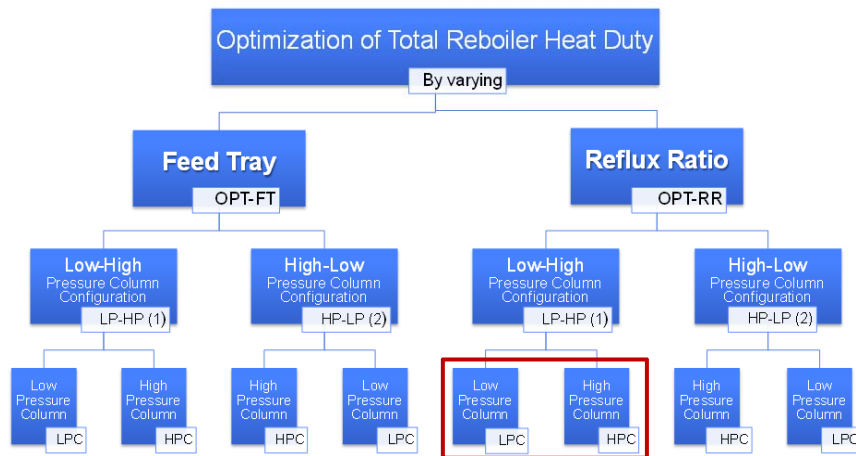 Optimization of Total Reboiler Heat Duty
By varying
Feed Tray
OPT-FT
Reflux Ratio
OPT-RR
Low-High
Pressure Column
Configuration
LP-HP (1)
High-Low
Pressure Column
Configuration
HP-LP (2)
Low-High
Pressure Column
Configuration
LP-HP (1)
High-Low
Pressure Column
Configuration
HP-LP (2)
Low
Pressure
Column
LPC
High
Pressure
Column
HPC
High
Pressure
Column
HPC
Low
Pressure
Column
LPC
Low
Pressure
Column
LPC
High
Pressure
Column
HPC
High
Pressure
Column
HPC
Low
Pressure
Column
LPC